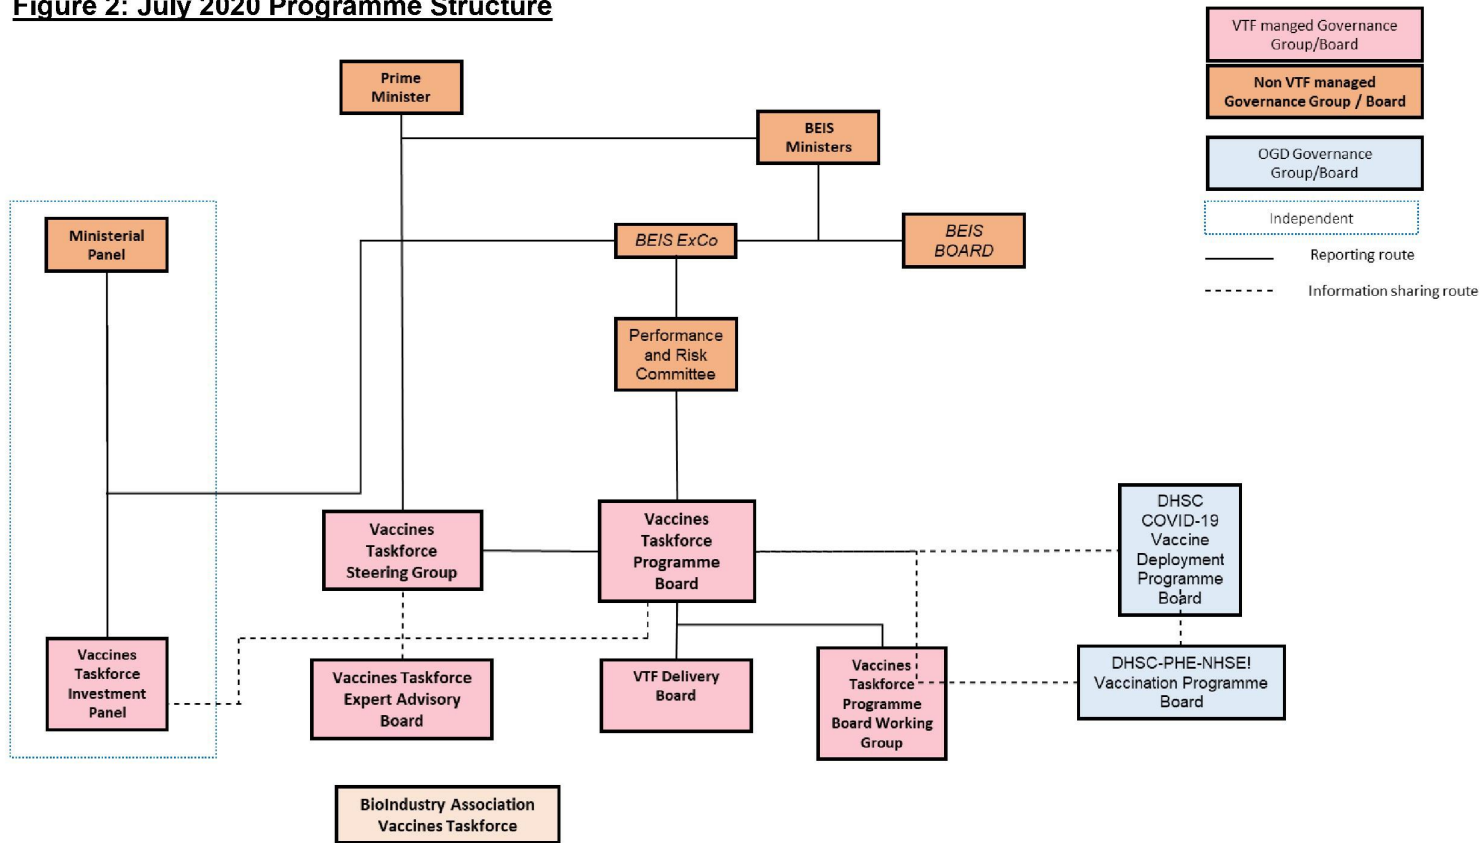 Figure 2: July 2020 Programme Structure
VTF manged Governance
Group/Board
Non VTF managed
Governance Group / Board
OGD Governance
Group/Board
Independent
Reporting route
Information sharing route
Prime
Minister
BEIS
Ministers
Ministerial
Panel
BEIS ExCo
BEIS
BOARD
Performance
and Risk
Committee
Vaccines
Taskforce
Steering Group
Vaccines
Taskforce
Programme
Board
DHSC
COVID-19
Vaccine
Deployment
Programme
Board
Vaccines
Taskforce
Investment
Panel
Vaccines Taskforce
Expert Advisory
Board
VTF Delivery
Board
Vaccines
Taskforce
Programme
Board Working
Group
DHSC-PHE-NHSE!
Vaccination Programme
Board
BioIndustry Association
Vaccines Taskforce